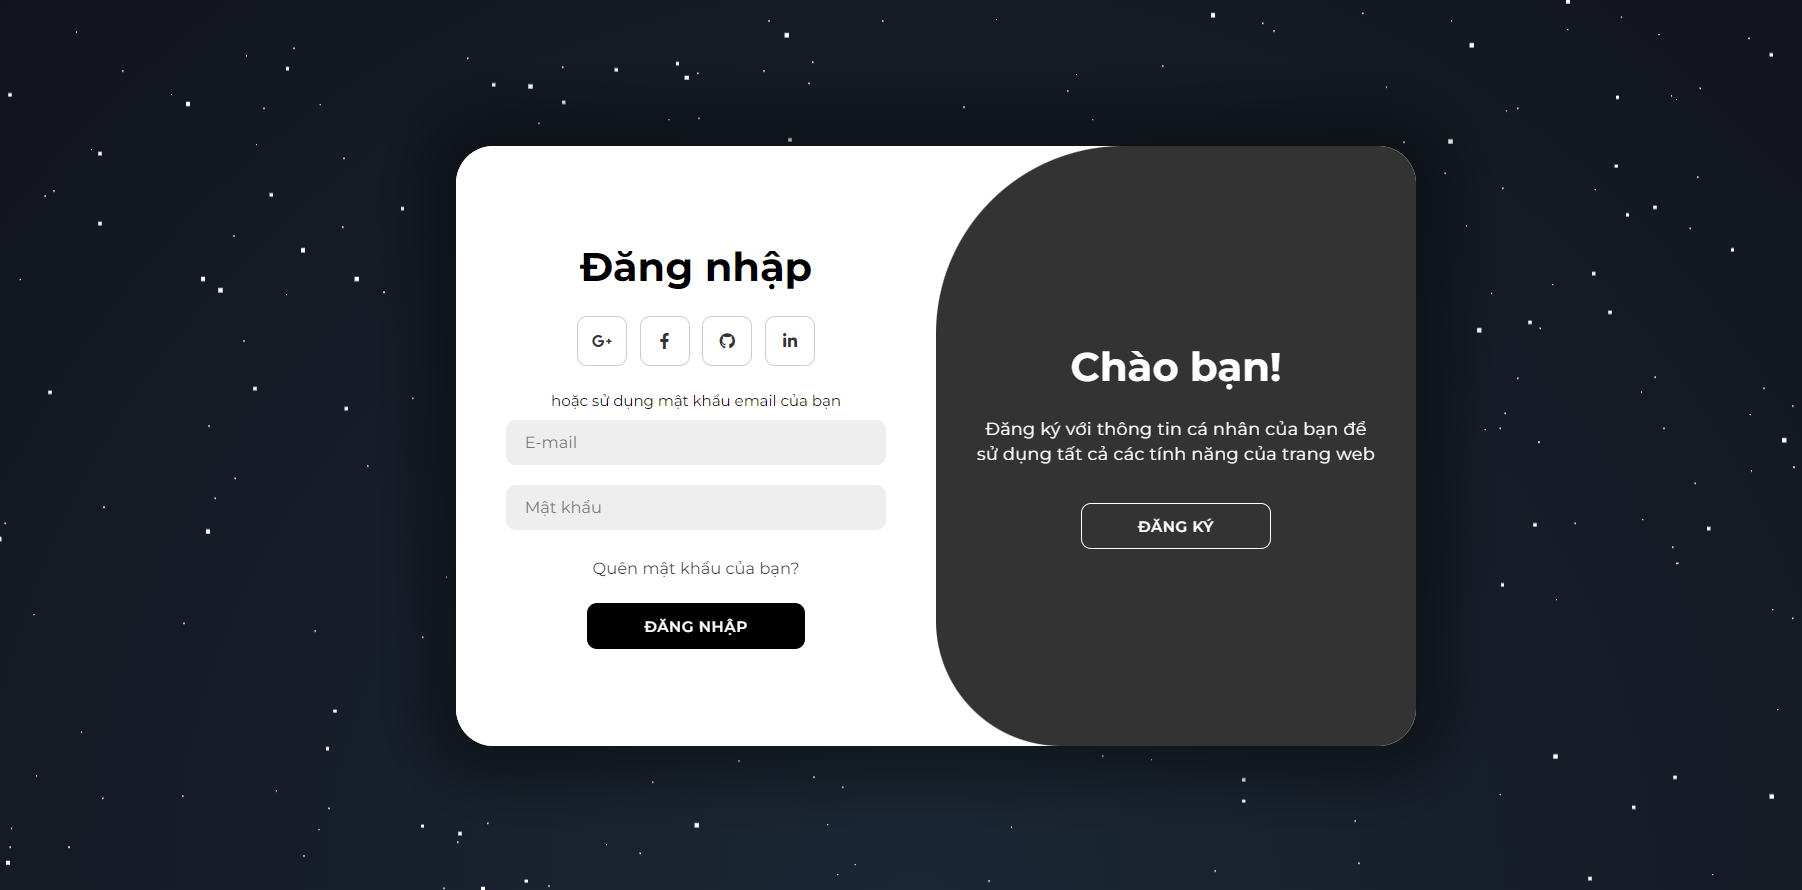 Đăng nhập
G+
f
in
hoặc sử dụng mật khẩu email của bạn
E-mail
Mật khẩu
Quên mật khẩu của bạn?
ĐĂNG NHẬP
Chào bạn!
Đăng ký với thông tin cá nhân của bạn để
sử dụng tất cả các tính năng của trang web
ĐĂNG KÝ